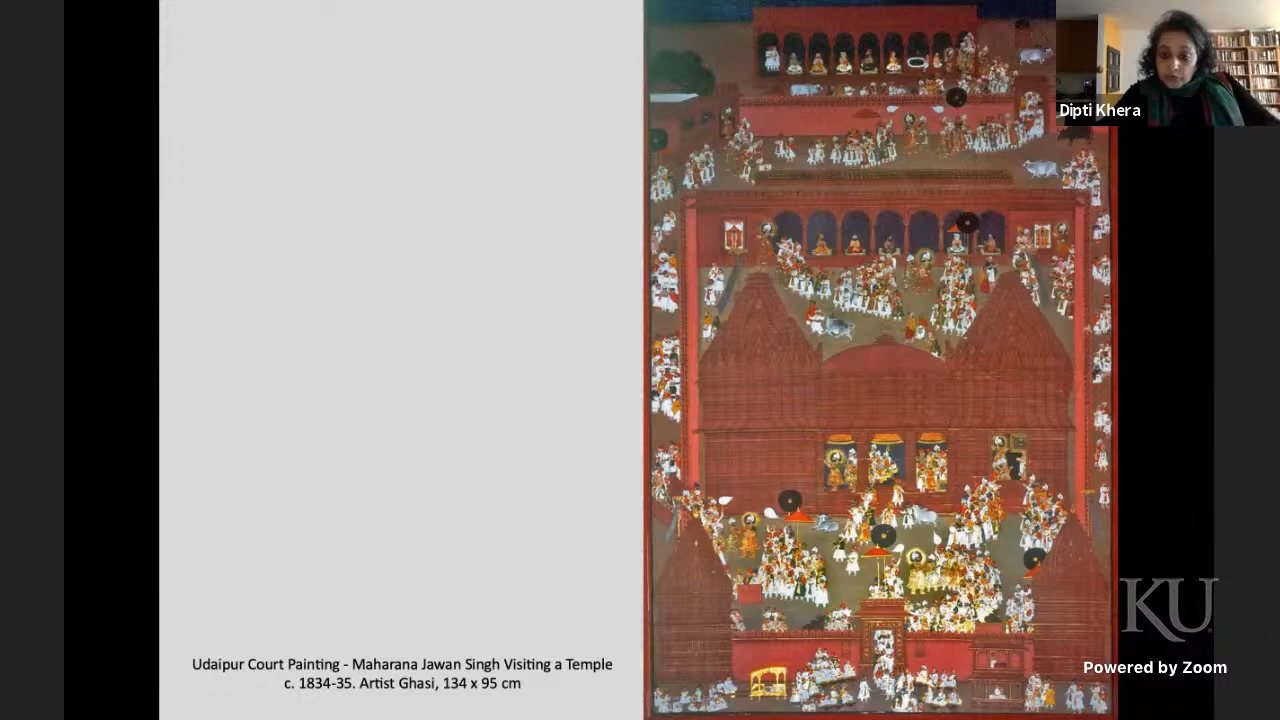 Dipti Khera
Udaipur Court Painting - Maharana Jawan Singh Visiting a Temple
c. 1834-35. Artist Ghasi, 134 x 95 cm
KU
Powered by Zoom